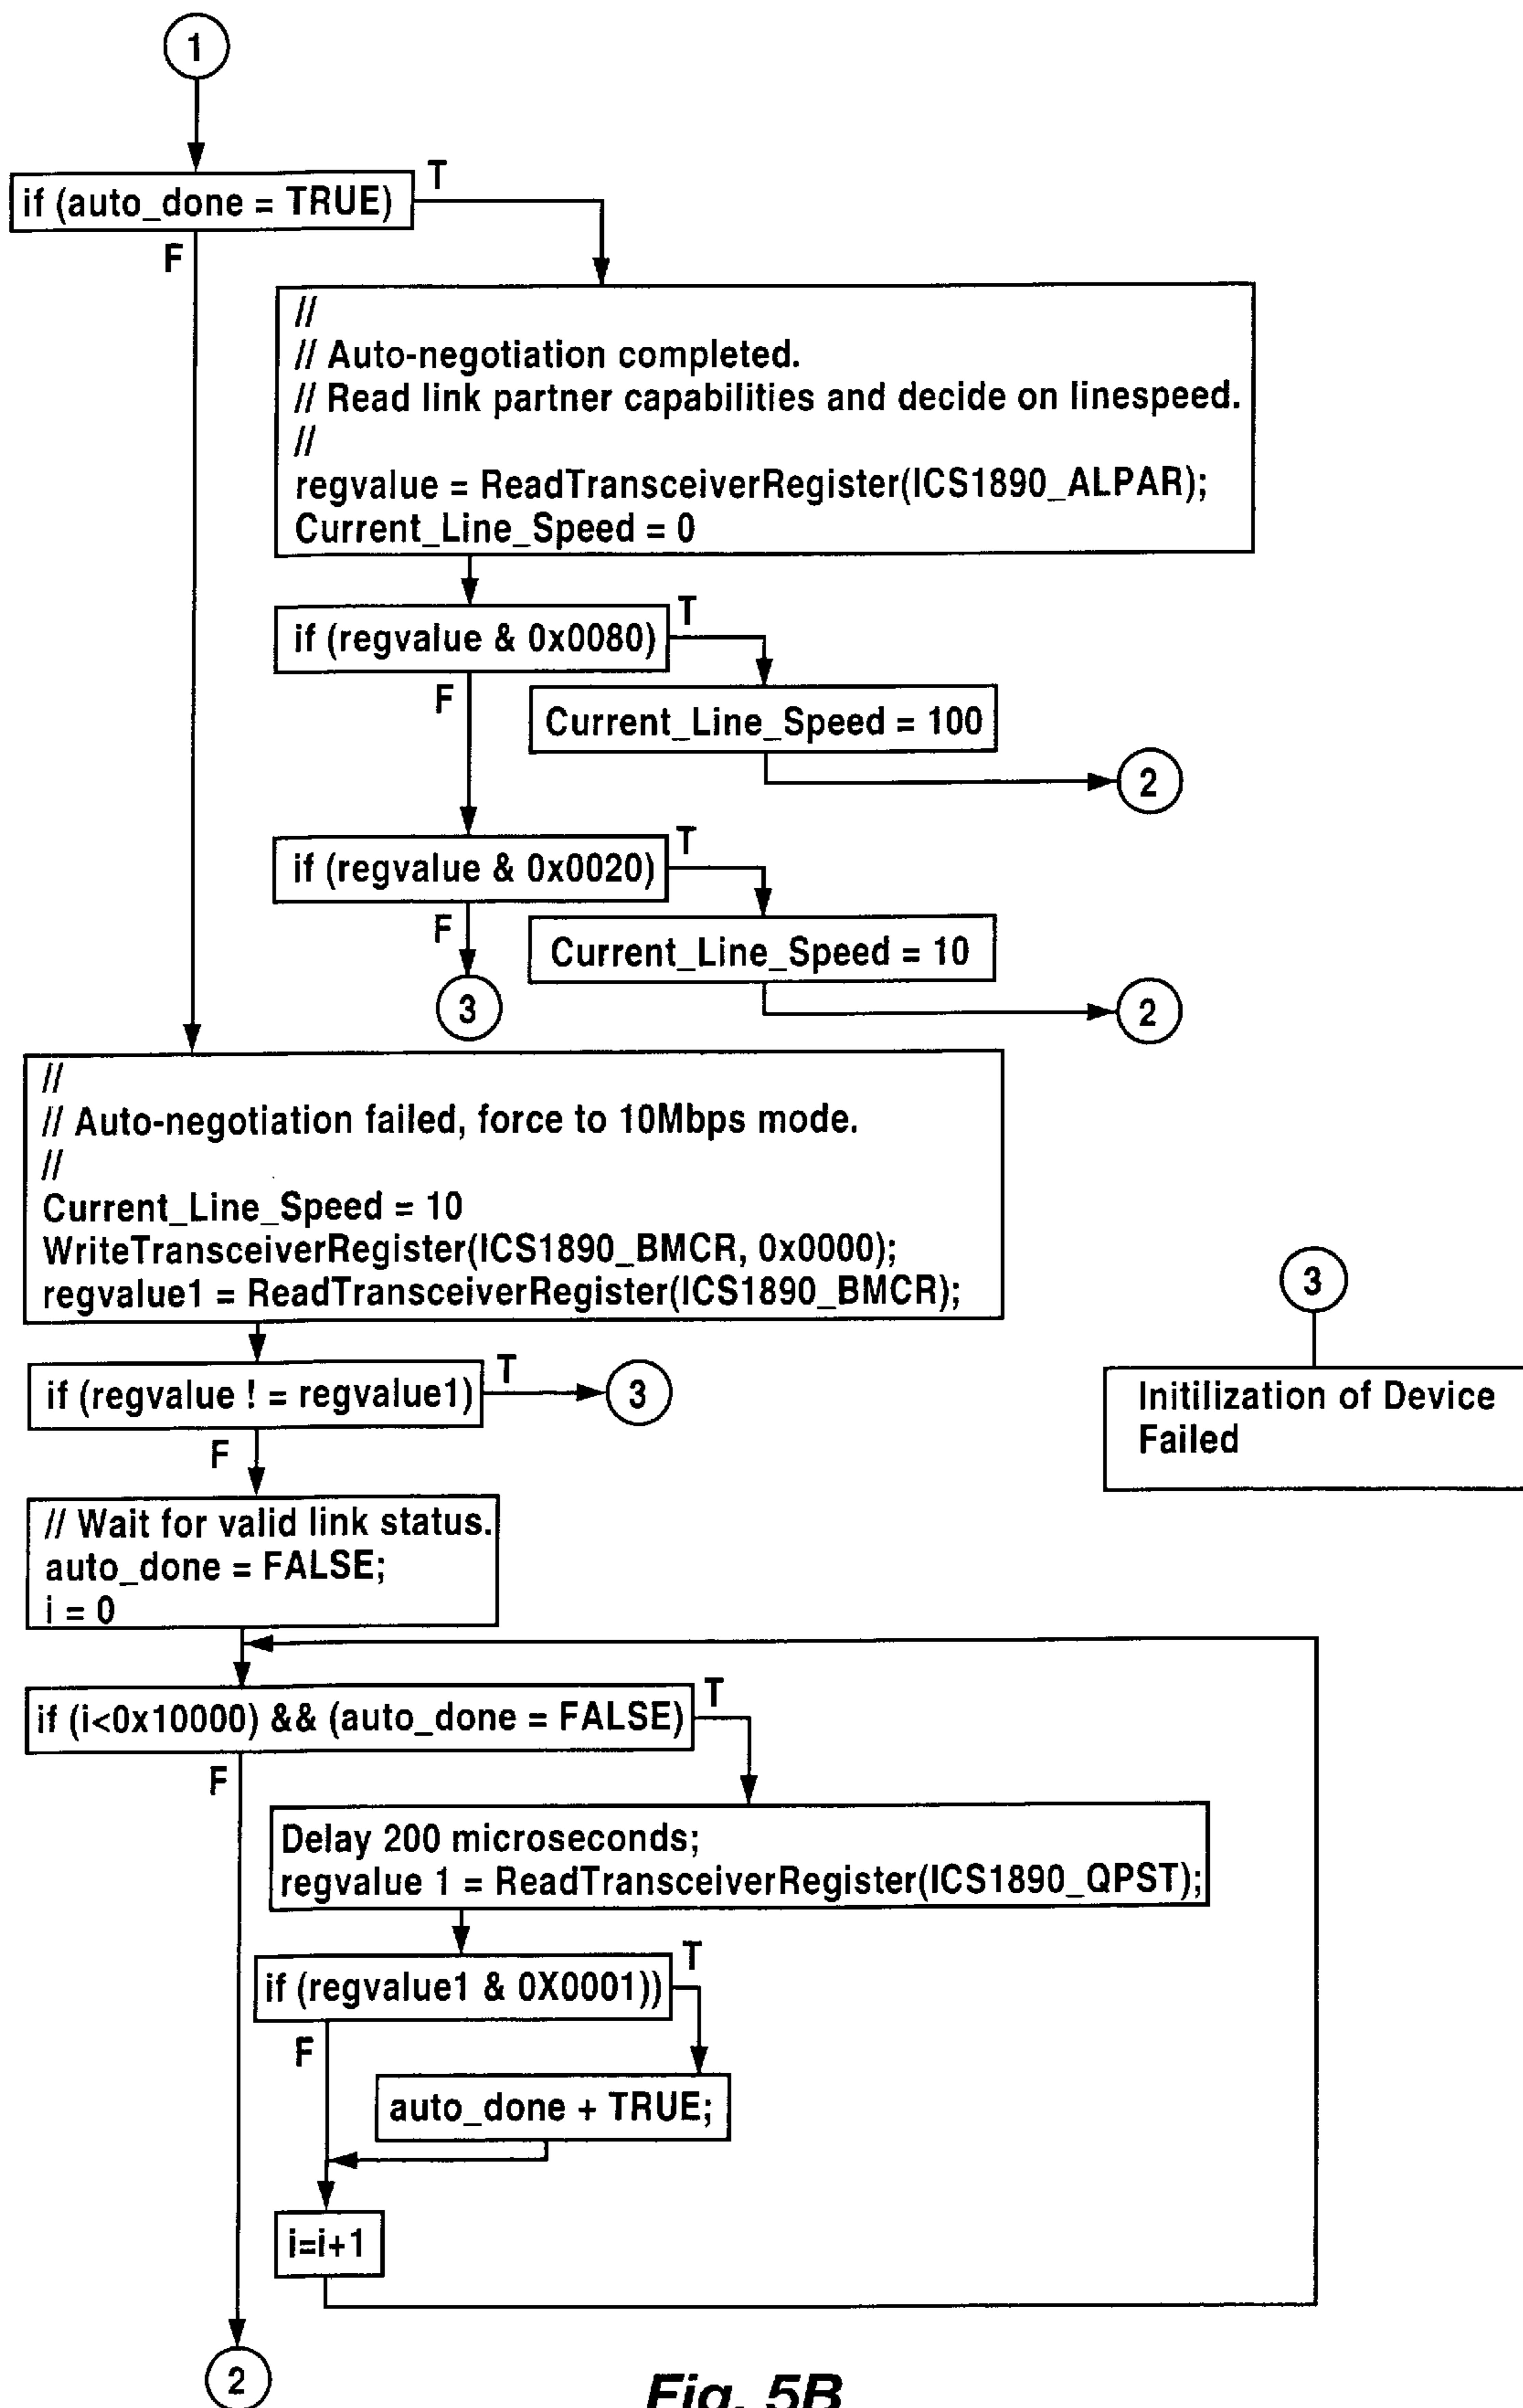 1
if (auto_done = TRUE)
T
F
//
// Auto-negotiation completed.
// Read link partner capabilities and decide on linespeed.
//
regvalue = ReadTransceiverRegister(ICS1890_ALPAR);
Current_Line_Speed = 0
if (regvalue & 0x0080)
T
F
Current_Line_Speed = 100
2
if (regvalue & 0x0020)
T
F
Current_Line_Speed = 10
3
2
//
// Auto-negotiation failed, force to 10Mbps mode.
//
Current_Line_Speed = 10
WriteTransceiverRegister(ICS1890_BMCR, 0x0000);
regvalue1 = ReadTransceiverRegister(ICS1890_BMCR);
if (regvalue ! = regvalue1)
T
3
F
3
Initilization of Device
Failed
// Wait for valid link status.
auto_done = FALSE;
i = 0
if (i<0x10000) && (auto_done = FALSE)
T
F
Delay 200 microseconds;
regvalue 1 = ReadTransceiverRegister(ICS1890_QPST);
if (regvalue1 & 0X0001))
T
F
auto_done + TRUE;
i=i+1
2
Fig. 5B